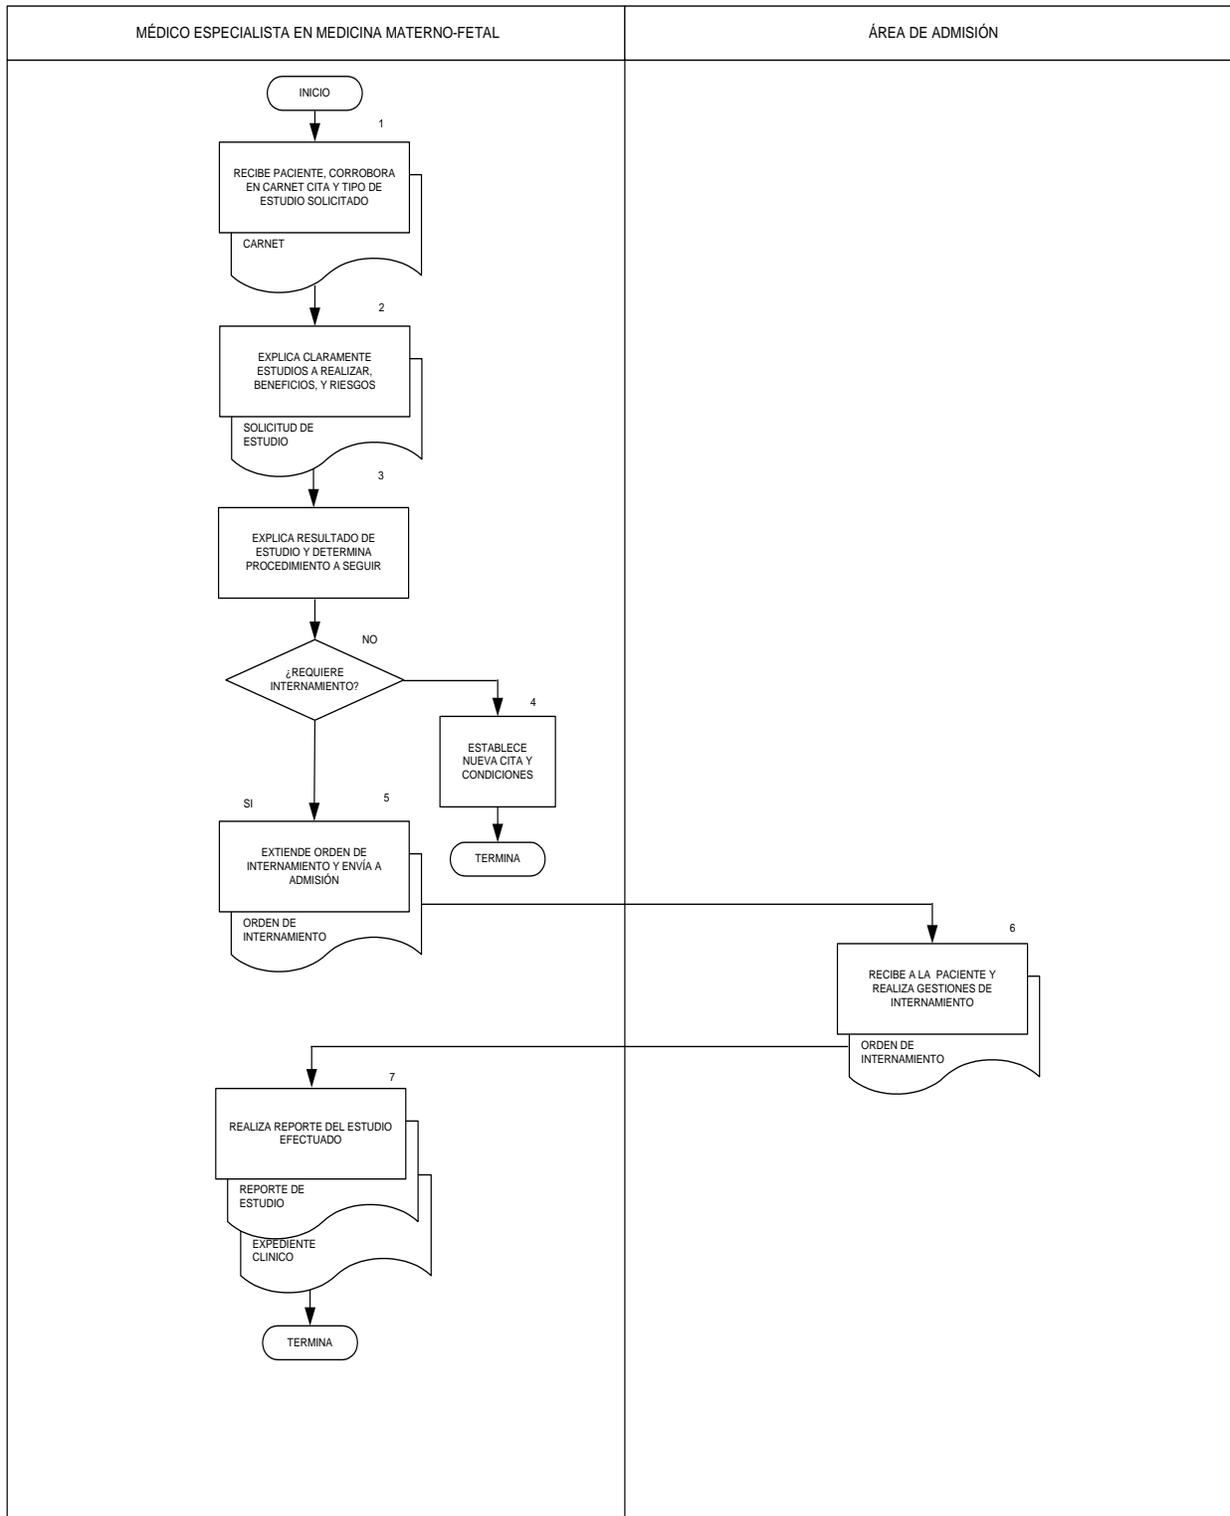 MÉDICO ESPECIALISTA EN MEDICINA MATERNO-FETAL
ÁREA DE ADMISIÓN
INICIO
1
RECIBE PACIENTE, CORROBORA
EN CARNET CITA Y TIPO DE
ESTUDIO SOLICITADO
CARNET
2
EXPLICA CLARAMENTE
ESTUDIOS A REALIZAR,
BENEFICIOS, Y RIESGOS
SOLICITUD DE
ESTUDIO
3
EXPLICA RESULTADO DE
ESTUDIO Y DETERMINA
PROCEDIMIENTO A SEGUIR
NO
¿REQUIERE
INTERNAMIENTO?
4
ESTABLECE
NUEVA CITA Y
CONDICIONES
TERMINA
SI
5
EXTIENDE ORDEN DE
INTERNAMIENTO Y ENVÍA A
ADMISIÓN
ORDEN DE
INTERNAMIENTO
6
RECIBE A LA PACIENTE Y
REALIZA GESTIONES DE
INTERNAMIENTO
ORDEN DE
INTERNAMIENTO
7
REALIZA REPORTE DEL ESTUDIO
EFECTUADO
REPORTE DE
ESTUDIO
EXPEDIENTE
CLINICO
TERMINA